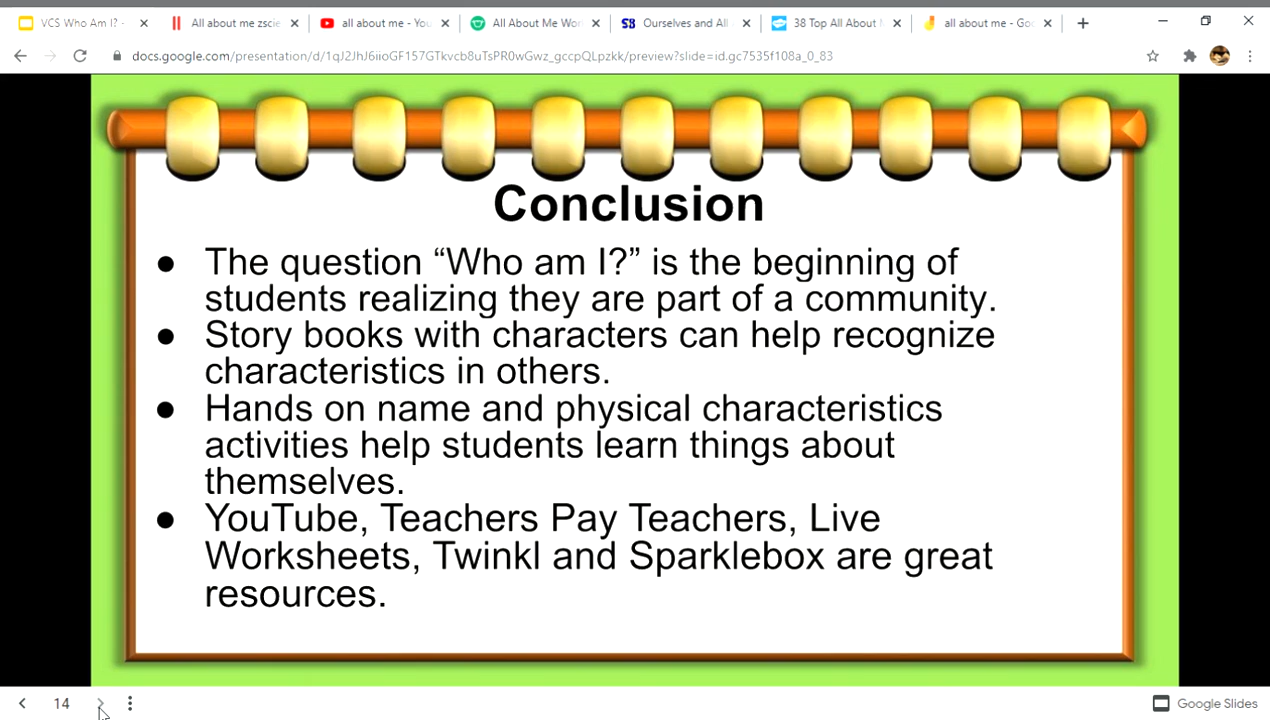 VCS Who Am I? -
All about me zscie
all about me - You
All About Me Wor
Ourselves and All
38 Top All About
all about me - Goo
docs.google.com/presentation/d/1qJ2JhJ6iioGF157GTkvcb8uTsPR0wGwz_gccpQLpzkk/preview?slide=id.gc7535f108a_0_83
Conclusion
● The question “Who am I?” is the beginning of
students realizing they are part of a community.
● Story books with characters can help recognize
characteristics in others.
● Hands on name and physical characteristics
activities help students learn things about
themselves.
● YouTube, Teachers Pay Teachers, Live
Worksheets, Twinkl and Sparklebox are great
resources.
14
Google Slides